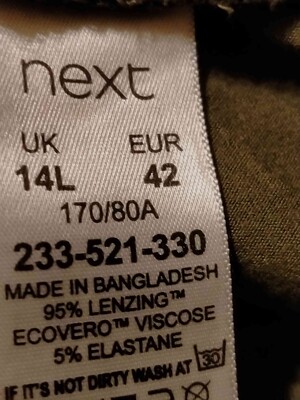 next
UK EUR
14L 42
170/80A
233-521-330
MADE IN BANGLADESH
95% LENZING™
ECOVERO™ VISCOSE
5% ELASTANE
IF IT'S NOT DIRTY WASH AT 30